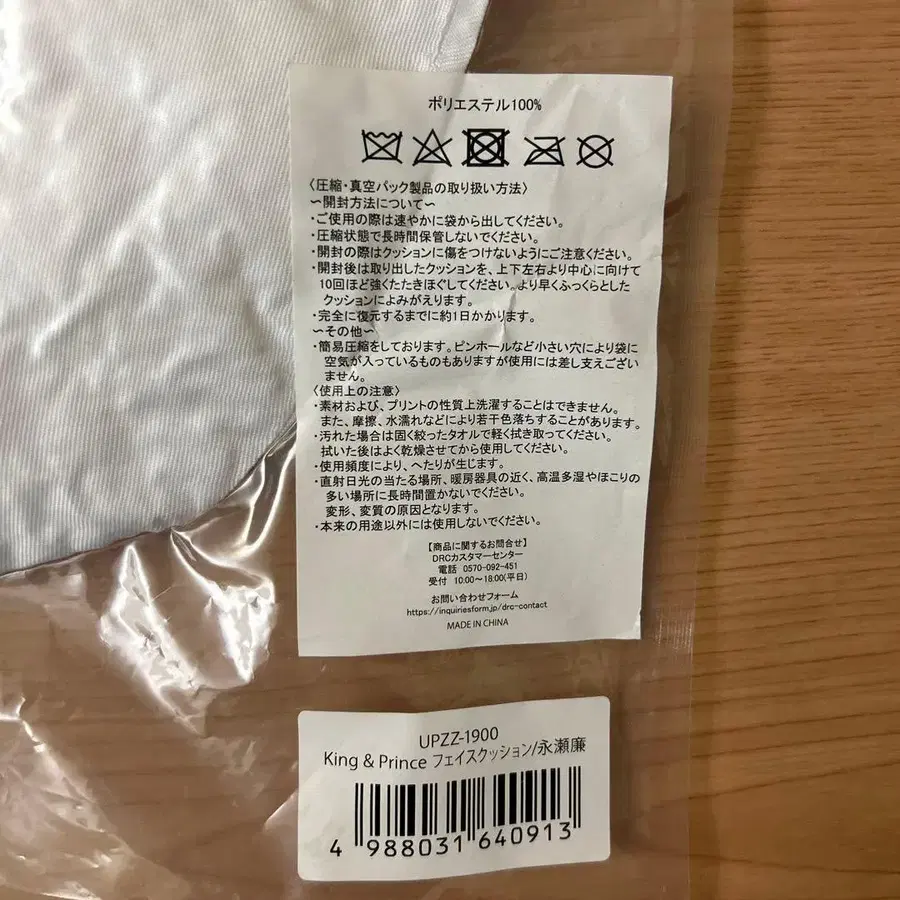 ポリエステル100%
〈圧縮・真空パック製品の取り扱い方法〉
〜開封方法について〜
・ご使用の際は速やかに袋から出してください。
・圧縮状態で長時間保管しないでください。
・開封の際はクッションに傷をつけないようにご注意ください。
・開封後は取り出したクッションを、上下左右より中心に向けて
10回ほど強くたたきほぐしてください。より早くふっくらとした
クッションによみがえります。
・完全に復元するまでに約1日かかります。
〜その他〜
・簡易圧縮をしております。ピンホールなど小さい穴により袋に
空気が入っているものもありますが使用には差し支えござい
ません。
〈使用上の注意〉
・素材および、プリントの性質上洗濯することはできません。
また、摩擦、水濡れなどにより若干色落ちすることがあります。
・汚れた場合は固く絞ったタオルで軽く拭き取ってください。
拭いた後はよく乾燥させてから使用してください。
・使用頻度により、へたりが生じます。
・直射日光の当たる場所、暖房器具の近く、高温多湿やほこりの
多い場所に長時間置かないでください。
変形、変質の原因となります。
・本来の用途以外には使用しないでください。
【商品に関するお問合せ】
DRCカスタマーセンター
電話 0570-092-451
受付 10:00〜18:00(平日)
お問い合わせフォーム
https://inquiriesform.jp/drc-contact
MADE IN CHINA
UPZZ-1900
King & Prince フェイスクッション/永瀬廉
4 988031 640913